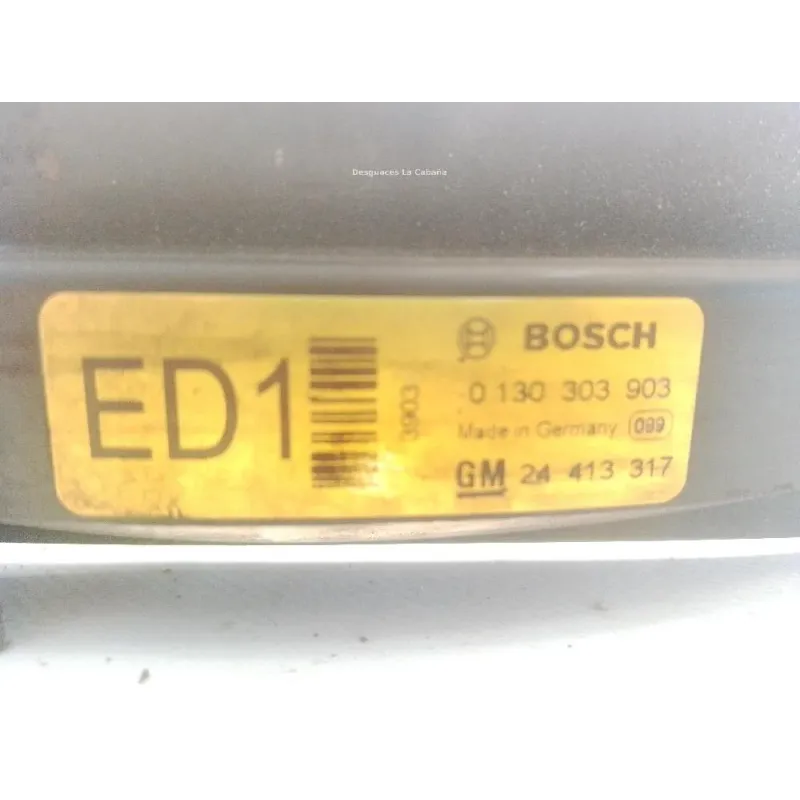 Desguaces La Cabaña
ED1
3903
BOSCH
0 130 303 903
Made in Germany 099
GM 24 413 317